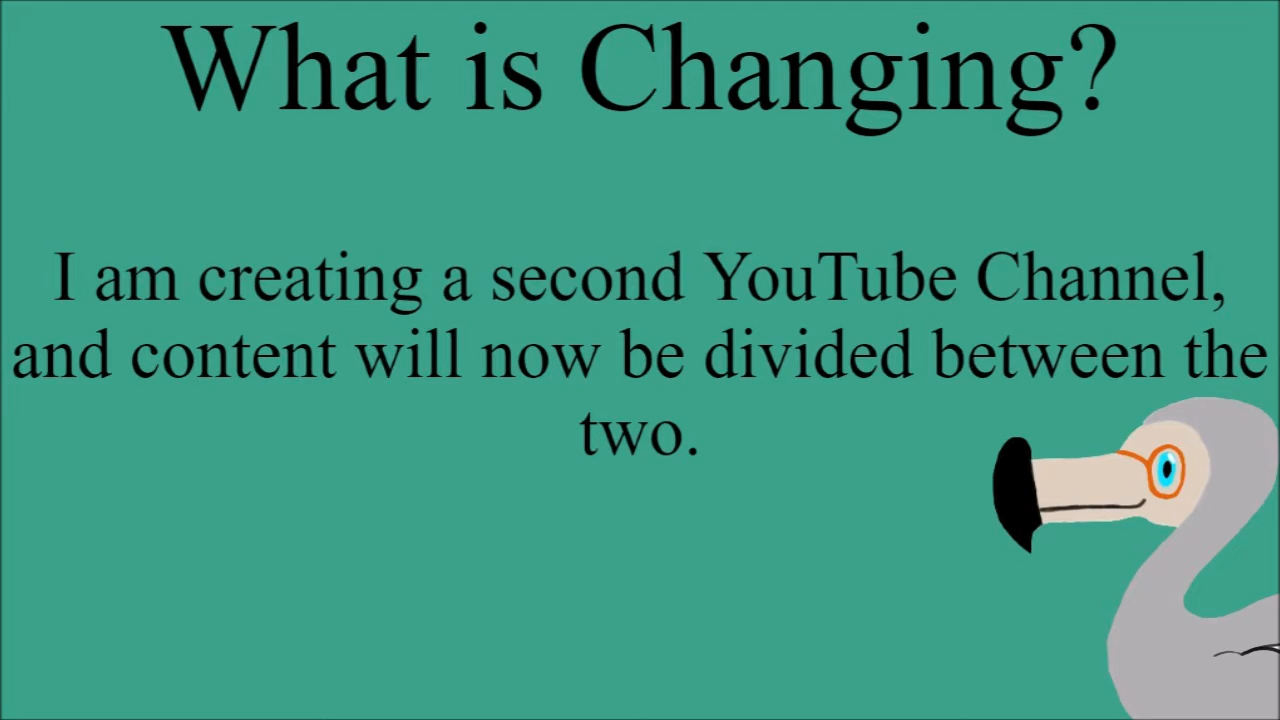 What is Changing?
I am creating a second YouTube Channel,
and content will now be divided between the
two.